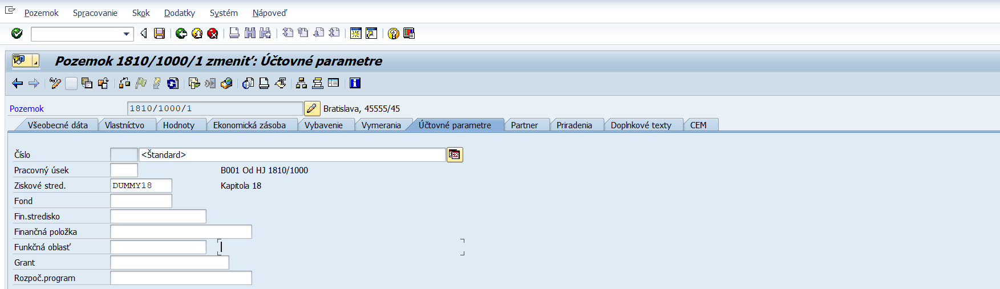 Pozemok Spracovanie Skok Dodatky Systém Nápoveď
Pozemok 1810/1000/1 zmeniť: Účtovné parametre
Pozemok 1810/1000/1 Bratislava, 45555/45
Všeobecné dáta Vlastníctvo Hodnoty Ekonomická zásoba Vybavenie Vymerania Účtovné parametre Partner Priradenia Doplnkové texty CEM
Číslo <Štandard>
Pracovný úsek B001 Od HJ 1810/1000
Ziskové stred. DUMMY18 Kapitola 18
Fond
Fin.stredisko
Finančná položka
Funkčná oblasť
Grant
Rozpoč.program